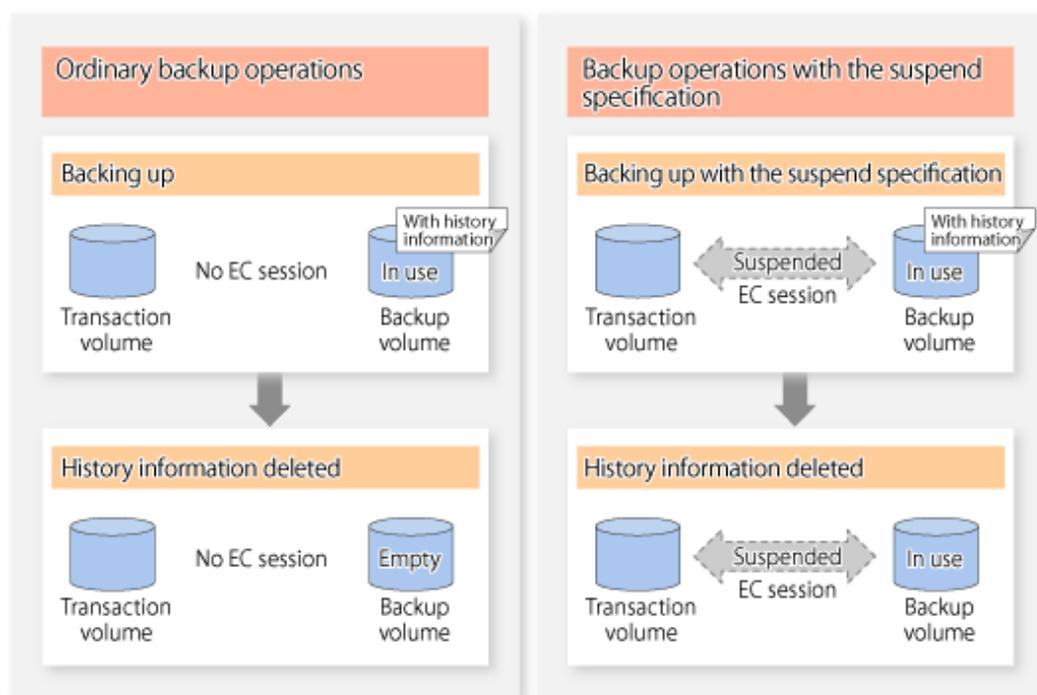 Ordinary backup operations
Backing up
With history
information
No EC session
In use
Transaction
volume
Backup
volume
History information deleted
No EC session
Empty
Transaction
volume
Backup
volume
Backup operations with the suspend
specification
Backing up with the suspend specification
With history
information
Suspended
In use
EC session
Transaction
volume
Backup
volume
History information deleted
Suspended
In use
EC session
Transaction
volume
Backup
volume